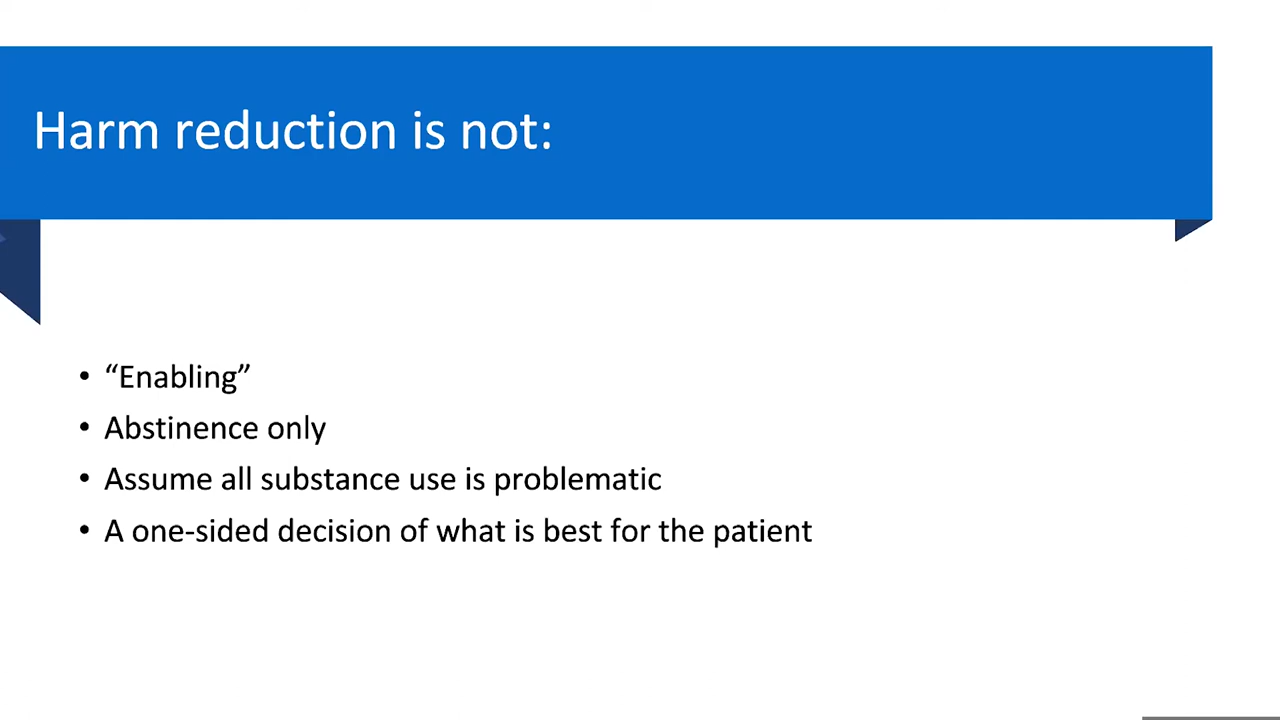 Harm reduction is not:
• “Enabling”
• Abstinence only
• Assume all substance use is problematic
• A one-sided decision of what is best for the patient